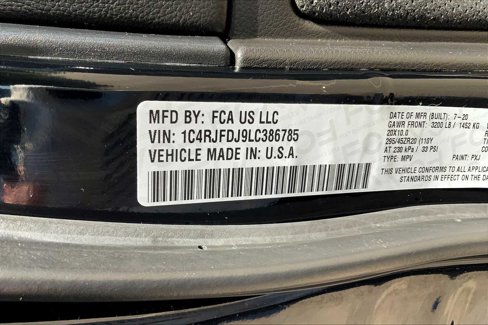 MFD BY: FCA US LLC
VIN: 1C4RJFDJ9LC386785
VEHICLE MADE IN: U.S.A.
DATE OF MFR (BUILT): 7-20
GAWR FRONT: 3200 LB / 1452 KG
20X10.0
295/45ZR20 (110Y
AT 230 kPa / 33 PSI
TYPE: MPV PAINT: PXJ
THIS VEHICLE CONFORMS TO ALL APPLICA
STANDARDS IN EFFECT ON THE DA